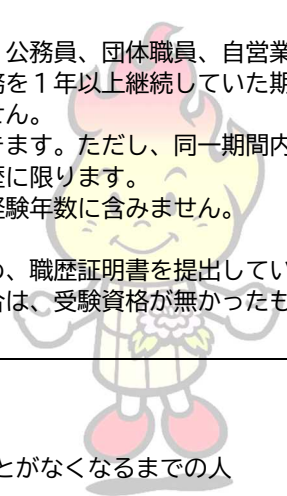 公務員、団体職員、自営業
務を１年以上継続していた期
せん。
きます。ただし、同一期間内
歴に限ります。
経験年数に含みません。
め、職歴証明書を提出してい
合は、受験資格が無かったも
とがなくなるまでの人